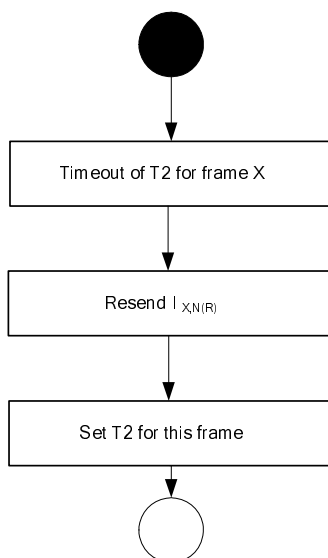 Timeout of T2 for frame X
Resend I X,N(R)
Set T2 for this frame